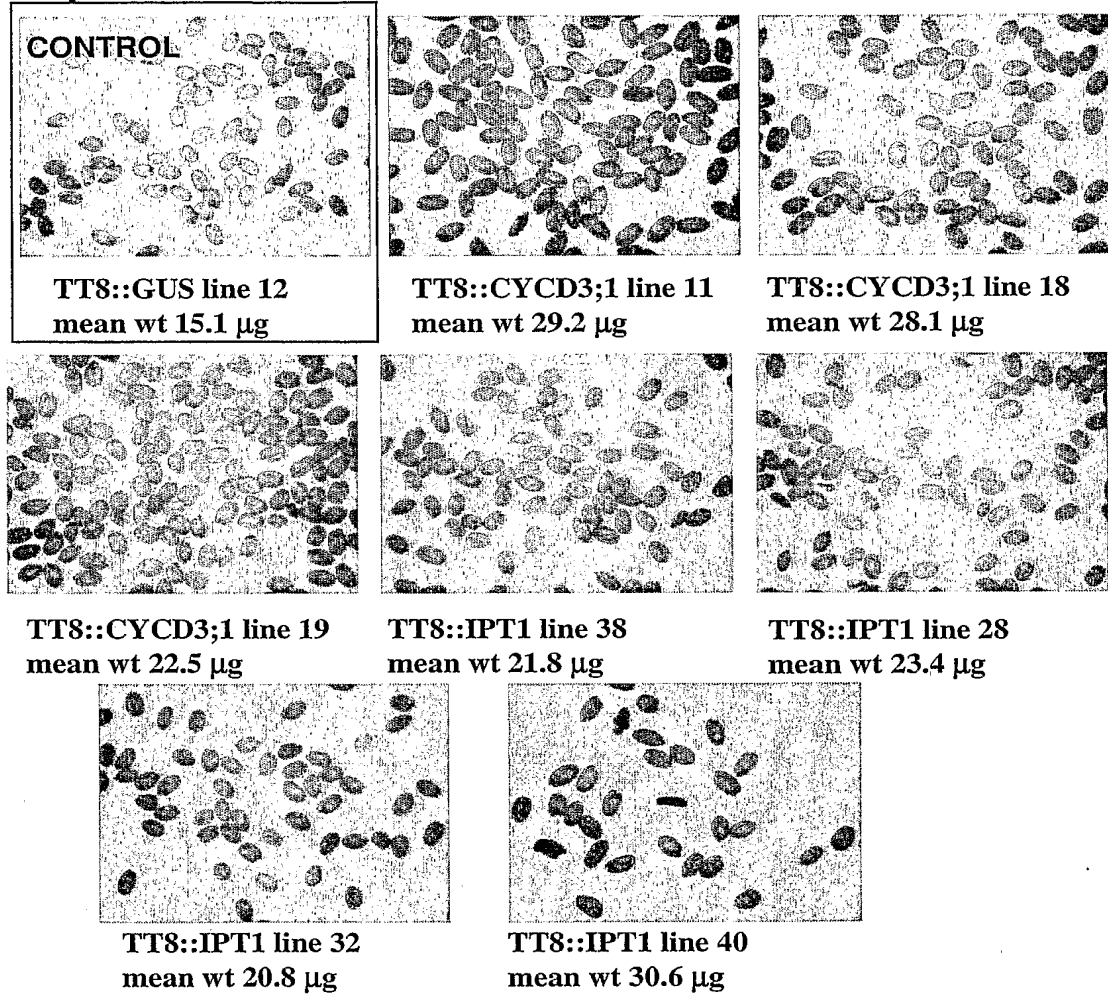 CONTROL
TT8::GUS line 12
mean wt 15.1 µg
TT8::CYCD3;1 line 11
mean wt 29.2 µg
TT8::CYCD3;1 line 18
mean wt 28.1 µg
TT8::CYCD3;1 line 19
mean wt 22.5 µg
TT8::IPT1 line 38
mean wt 21.8 µg
TT8::IPT1 line 28
mean wt 23.4 µg
TT8::IPT1 line 32
mean wt 20.8 µg
TT8::IPT1 line 40
mean wt 30.6 µg